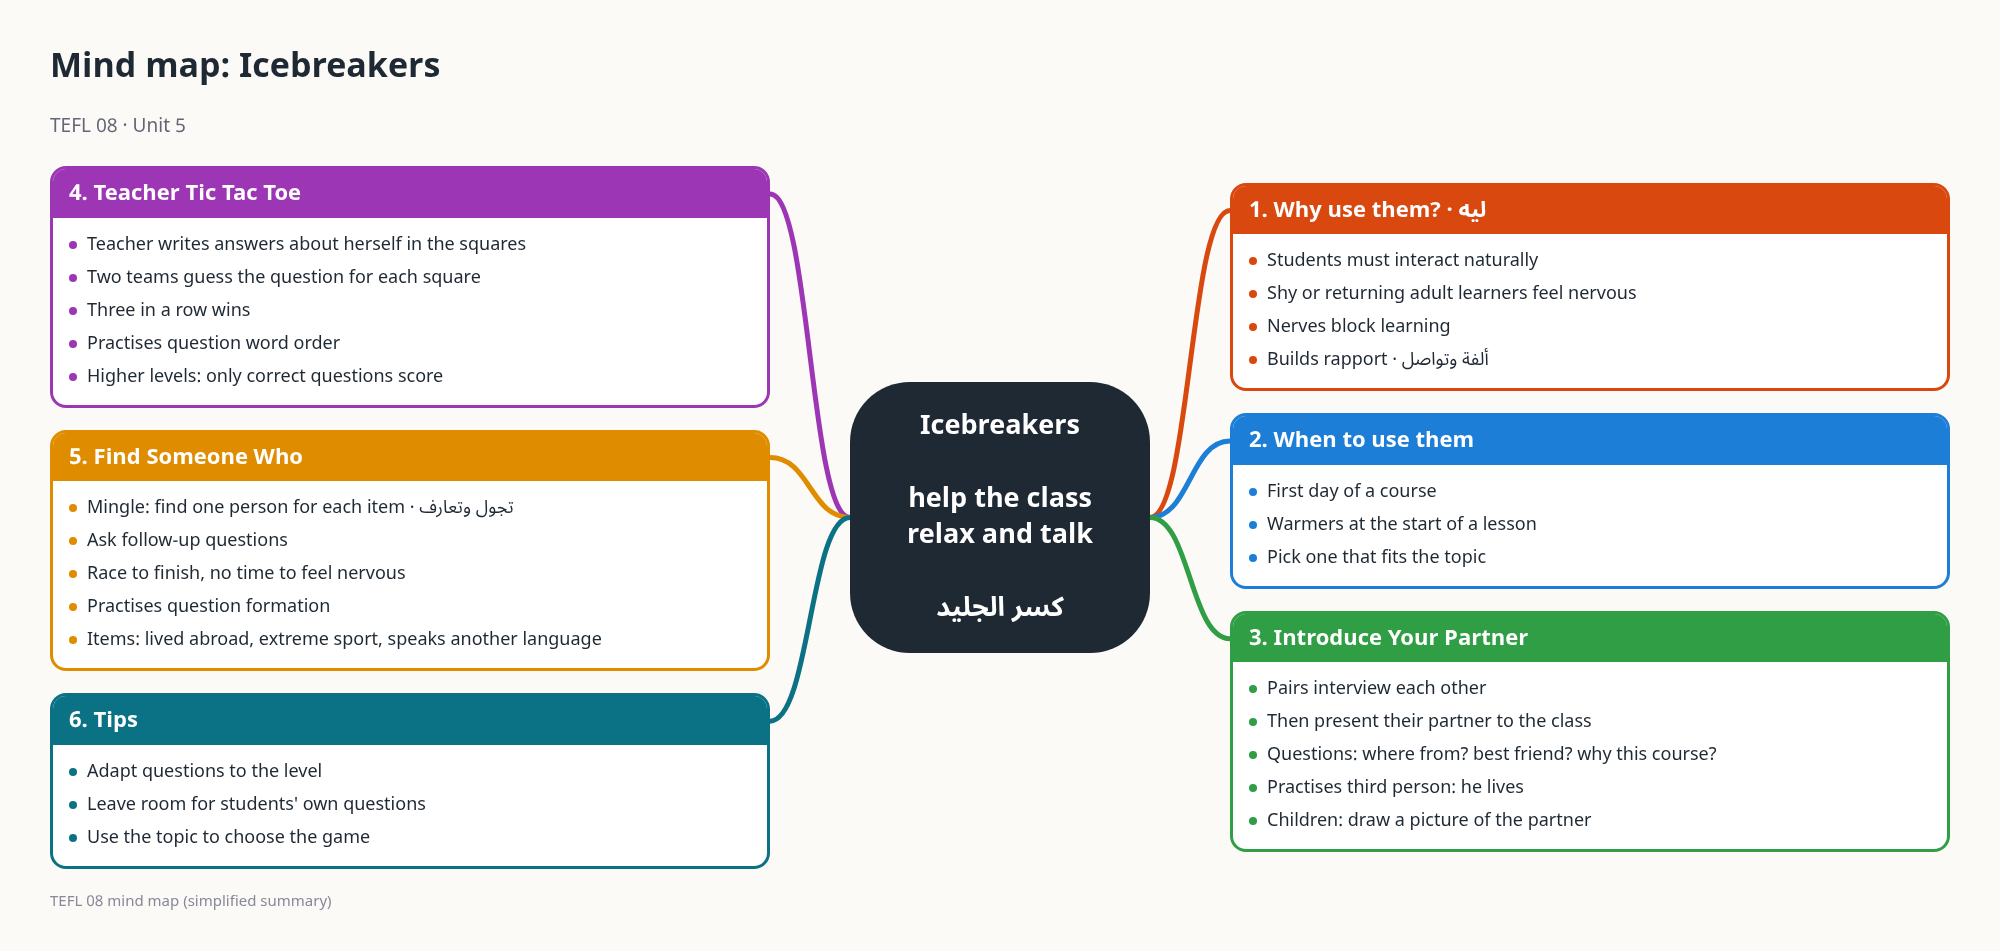 Mind map: Icebreakers
TEFL 08 · Unit 5
4. Teacher Tic Tac Toe
Teacher writes answers about herself in the squares
Two teams guess the question for each square
Three in a row wins
Practises question word order
Higher levels: only correct questions score
5. Find Someone Who
Mingle: find one person for each item · تجول وتعارف
Ask follow-up questions
Race to finish, no time to feel nervous
Practises question formation
Items: lived abroad, extreme sport, speaks another language
6. Tips
Adapt questions to the level
Leave room for students' own questions
Use the topic to choose the game
Icebreakers
help the class
relax and talk
كسر الجليد
1. Why use them? · ليه
Students must interact naturally
Shy or returning adult learners feel nervous
Nerves block learning
Builds rapport · ألفة وتواصل
2. When to use them
First day of a course
Warmers at the start of a lesson
Pick one that fits the topic
3. Introduce Your Partner
Pairs interview each other
Then present their partner to the class
Questions: where from? best friend? why this course?
Practises third person: he lives
Children: draw a picture of the partner
TEFL 08 mind map (simplified summary)